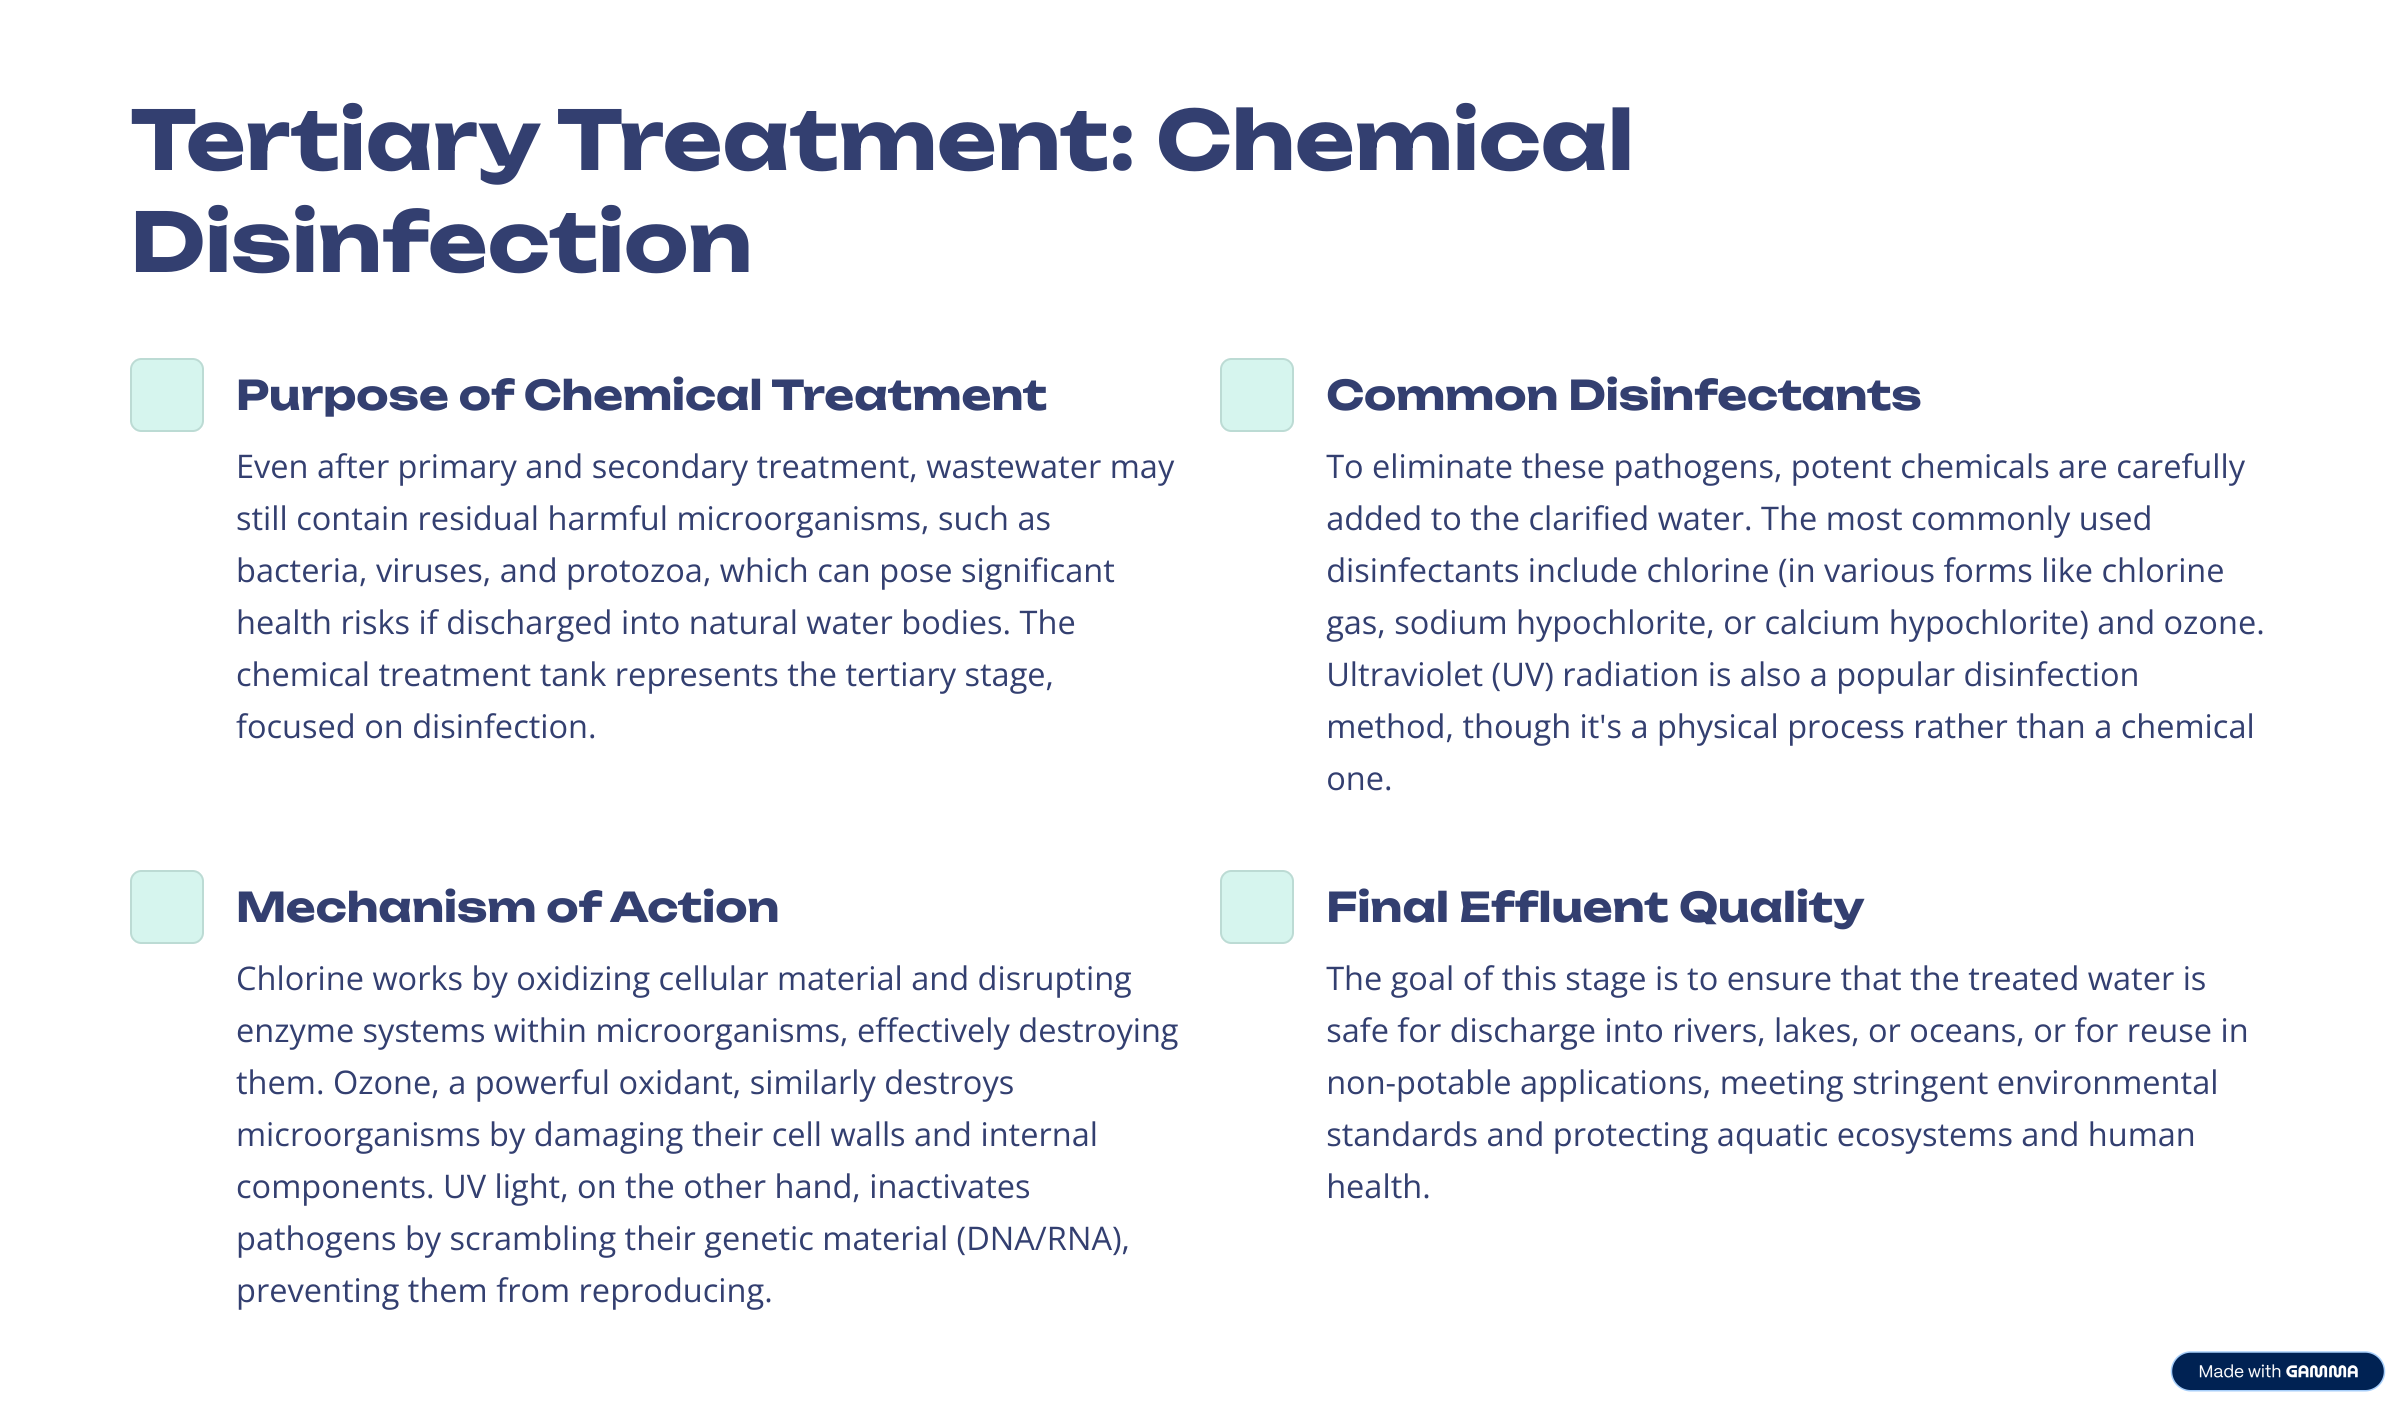 Tertiary Treatment: Chemical
Disinfection
Purpose of Chemical Treatment
Even after primary and secondary treatment, wastewater may
still contain residual harmful microorganisms, such as
bacteria, viruses, and protozoa, which can pose significant
health risks if discharged into natural water bodies. The
chemical treatment tank represents the tertiary stage,
focused on disinfection.
Common Disinfectants
To eliminate these pathogens, potent chemicals are carefully
added to the clarified water. The most commonly used
disinfectants include chlorine (in various forms like chlorine
gas, sodium hypochlorite, or calcium hypochlorite) and ozone.
Ultraviolet (UV) radiation is also a popular disinfection
method, though it's a physical process rather than a chemical
one.
Mechanism of Action
Chlorine works by oxidizing cellular material and disrupting
enzyme systems within microorganisms, effectively destroying
them. Ozone, a powerful oxidant, similarly destroys
microorganisms by damaging their cell walls and internal
components. UV light, on the other hand, inactivates
pathogens by scrambling their genetic material (DNA/RNA),
preventing them from reproducing.
Final Effluent Quality
The goal of this stage is to ensure that the treated water is
safe for discharge into rivers, lakes, or oceans, or for reuse in
non-potable applications, meeting stringent environmental
standards and protecting aquatic ecosystems and human
health.
Made with GAMMA